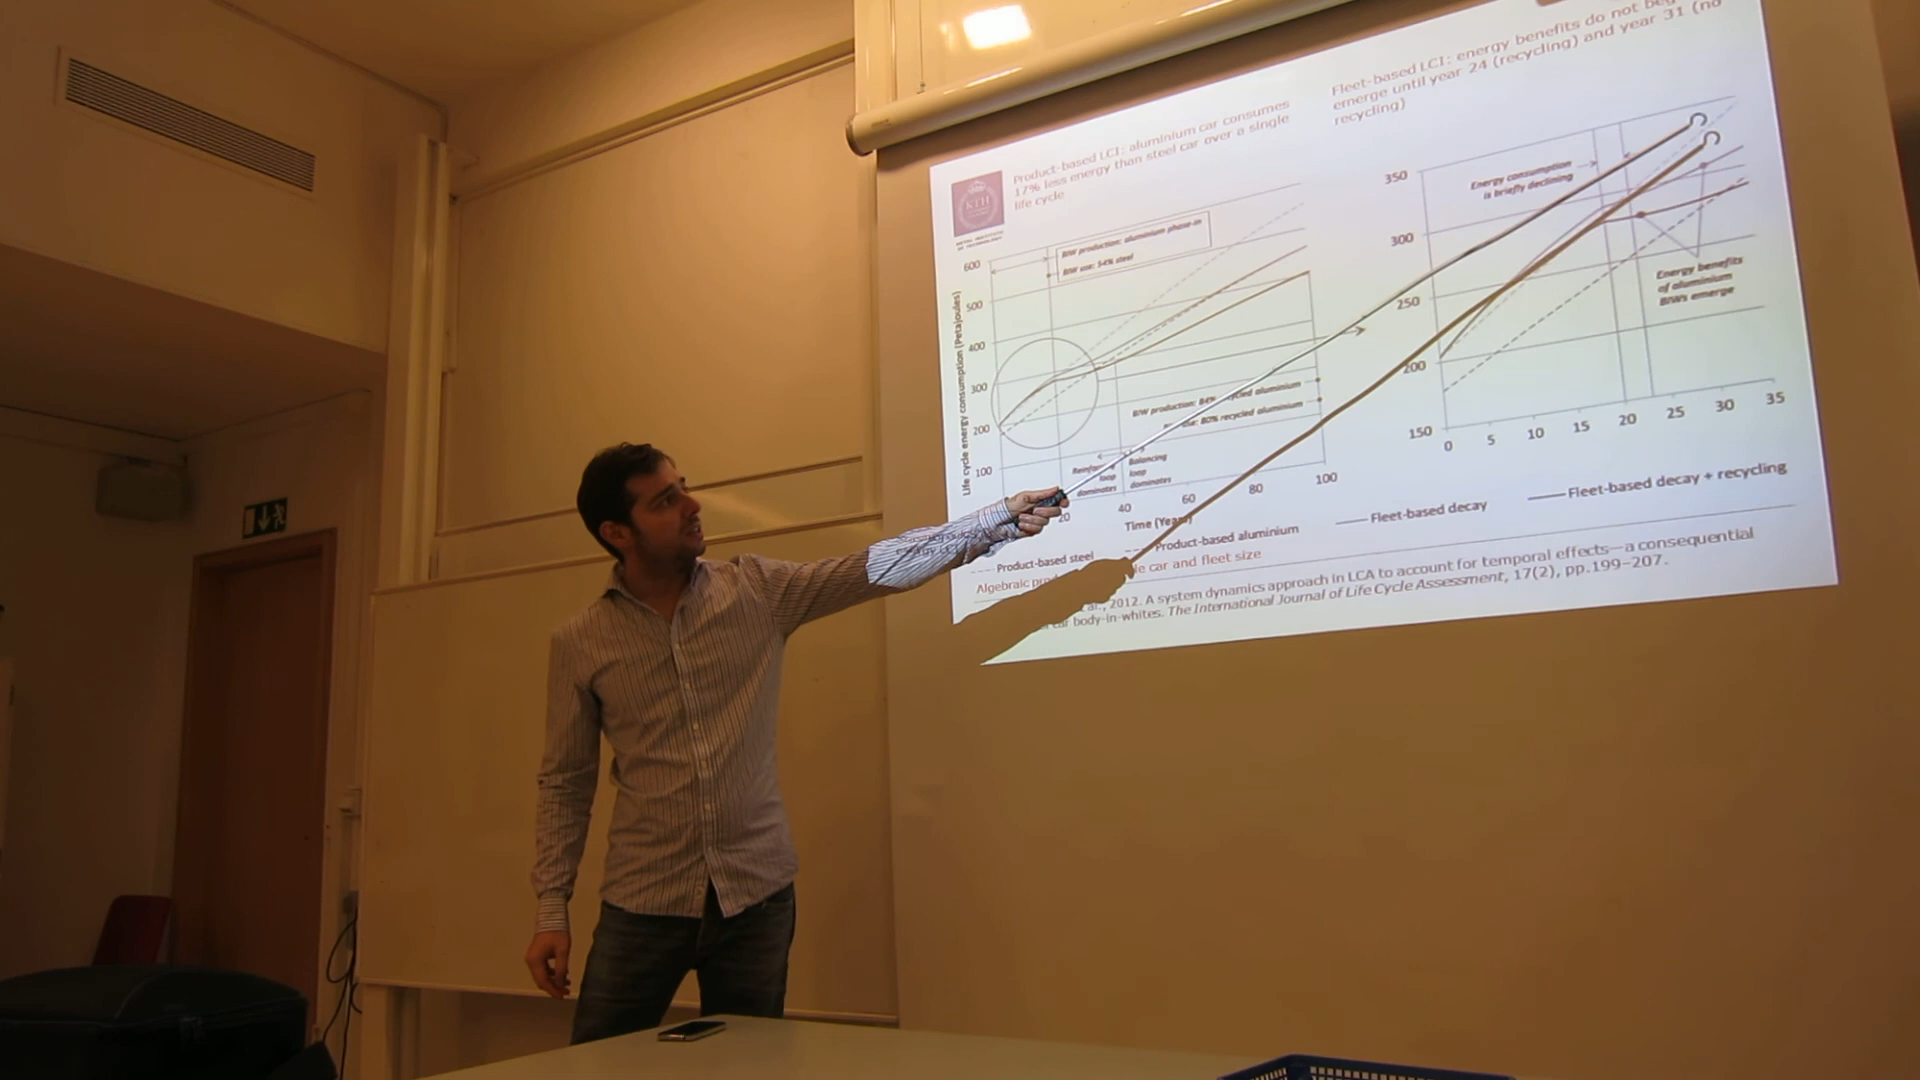 Product-based LCI: aluminium car consumes
17% less energy than steel car over a single
life cycle
Fleet-based LCI: energy benefits do not
emerge until year 24 (recycling) and year 31 (no
recycling)
KTH
600
500
400
300
200
100
Life cycle energy consumption (Petajoules)
BIW production: aluminium phase-in
BIW use: 54% steel
BIW production: 84% recycled aluminium
use: 80% recycled aluminium
loop
dominates
Balancing
loop
dominates
20
40
60
80
100
Time (Years)
350
300
250
200
150
Energy consumption
is briefly declining
Energy benefits
of aluminium
BIWs emerge
0
5
10
15
20
25
30
35
Product-based steel
Product-based aluminium
Fleet-based decay
Fleet-based decay + recycling
Algebraic
car and fleet size
al., 2012. A system dynamics approach in LCA to account for temporal effects—a consequential
car body-in-whites. The International Journal of Life Cycle Assessment, 17(2), pp.199–207.